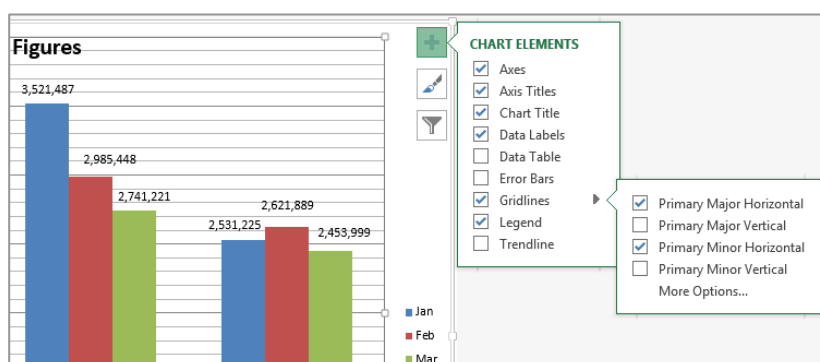 Figures
3,521,487
2,985,448
2,741,221
2,531,225
2,621,889
2,453,999
Jan
Feb
Mar
CHART ELEMENTS
Axes
Axis Titles
Chart Title
Data Labels
Data Table
Error Bars
Gridlines
Legend
Trendline
Primary Major Horizontal
Primary Major Vertical
Primary Minor Horizontal
Primary Minor Vertical
More Options...